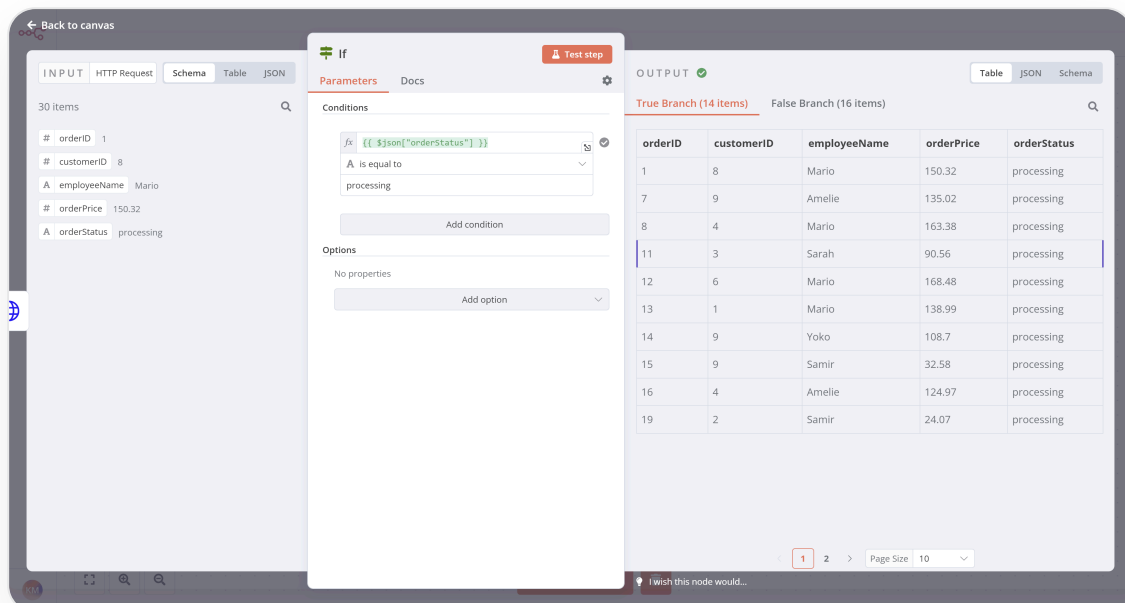 Back to canvas
INPUT HTTP Request Schema Table JSON
30 items
# orderID 1
# customerID 8
A employeeName Mario
# orderPrice 150.32
A orderStatus processing
If
Test step
Parameters Docs
Conditions
fx {{ $json["orderStatus"] }}
A is equal to
processing
Add condition
Options
No properties
Add option
OUTPUT Table JSON Schema
True Branch (14 items) False Branch (16 items)
orderID customerID employeeName orderPrice orderStatus
1 8 Mario 150.32 processing
7 9 Amelie 135.02 processing
8 4 Mario 163.38 processing
11 3 Sarah 90.56 processing
12 6 Mario 168.48 processing
13 1 Mario 138.99 processing
14 9 Yoko 108.7 processing
15 9 Samir 32.58 processing
16 4 Amelie 124.97 processing
19 2 Samir 24.07 processing
1 2 Page Size 10
I wish this node would...